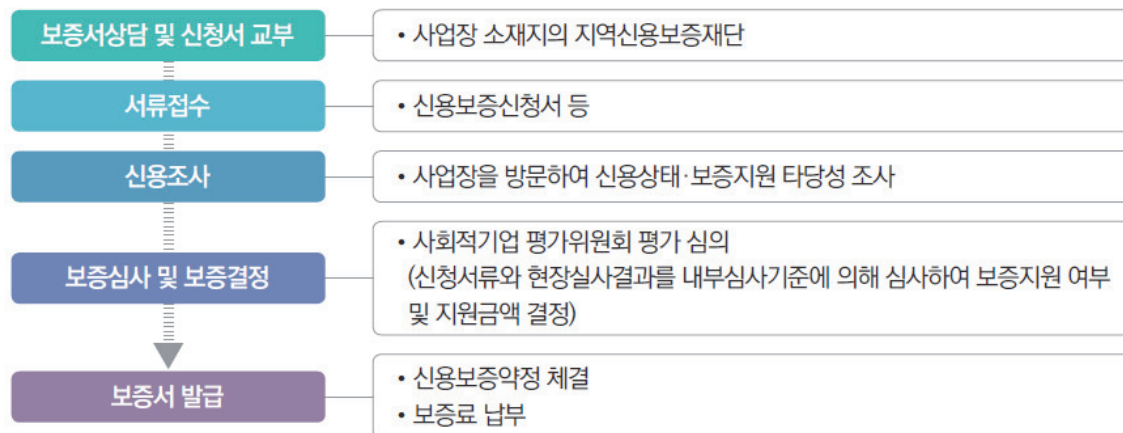 보증서상담 및 신청서 교부
• 사업장 소재지의 지역신용보증재단
서류접수
• 신용보증신청서 등
신용조사
• 사업장을 방문하여 신용상태·보증지원 타당성 조사
보증심사 및 보증결정
• 사회적기업 평가위원회 평가 심의
(신청서류와 현장실사결과를 내부심사기준에 의해 심사하여 보증지원 여부
및 지원금액 결정)
보증서 발급
• 신용보증약정 체결
• 보증료 납부